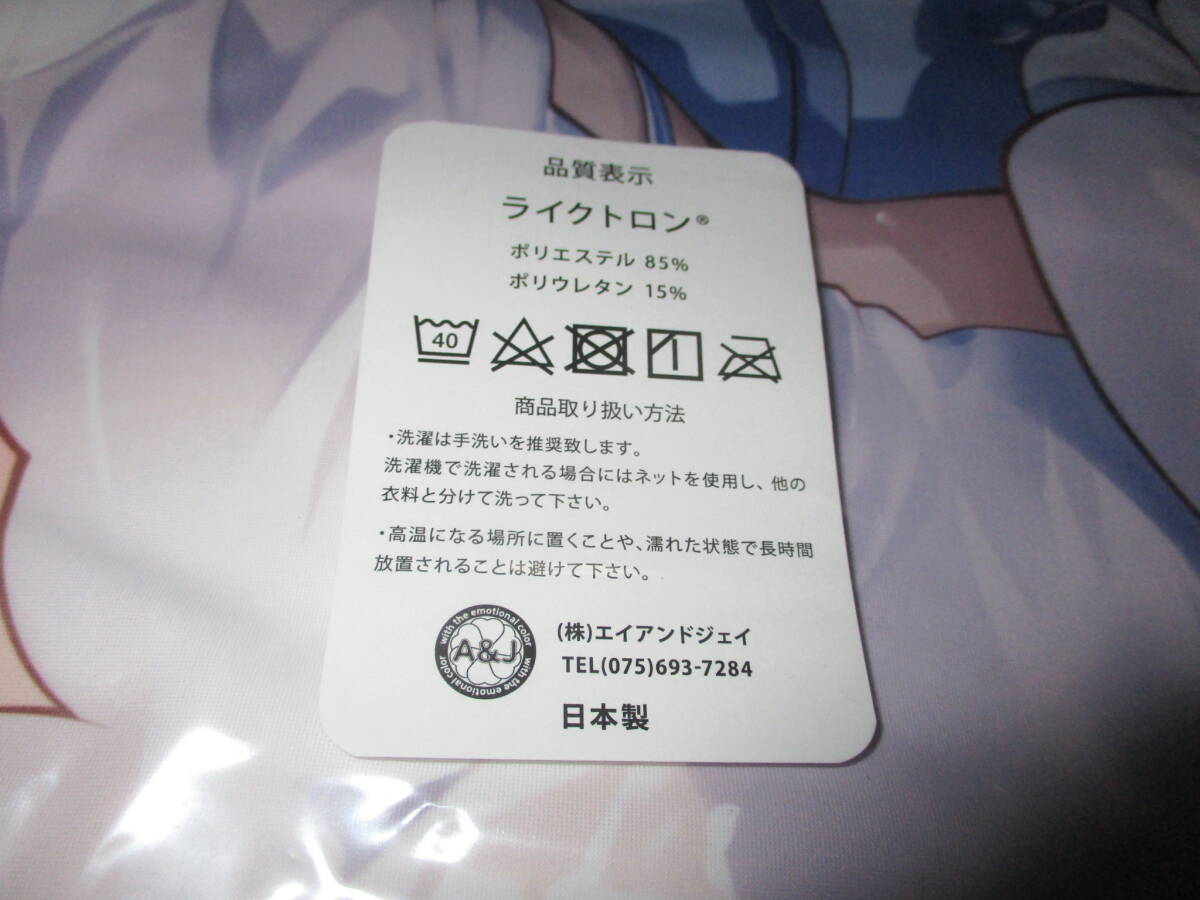 品質表示
ライクトロン®
ポリエステル 85%
ポリウレタン 15%
40
商品取り扱い方法
・洗濯は手洗いを推奨致します。
洗濯機で洗濯される場合にはネットを使用し、他の
衣料と分けて洗って下さい。
・高温になる場所に置くことや、濡れた状態で長時間
放置されることは避けて下さい。
with the emotional color
A&J
with the emotional color
(株)エイアンドジェイ
TEL(075)693-7284
日本製